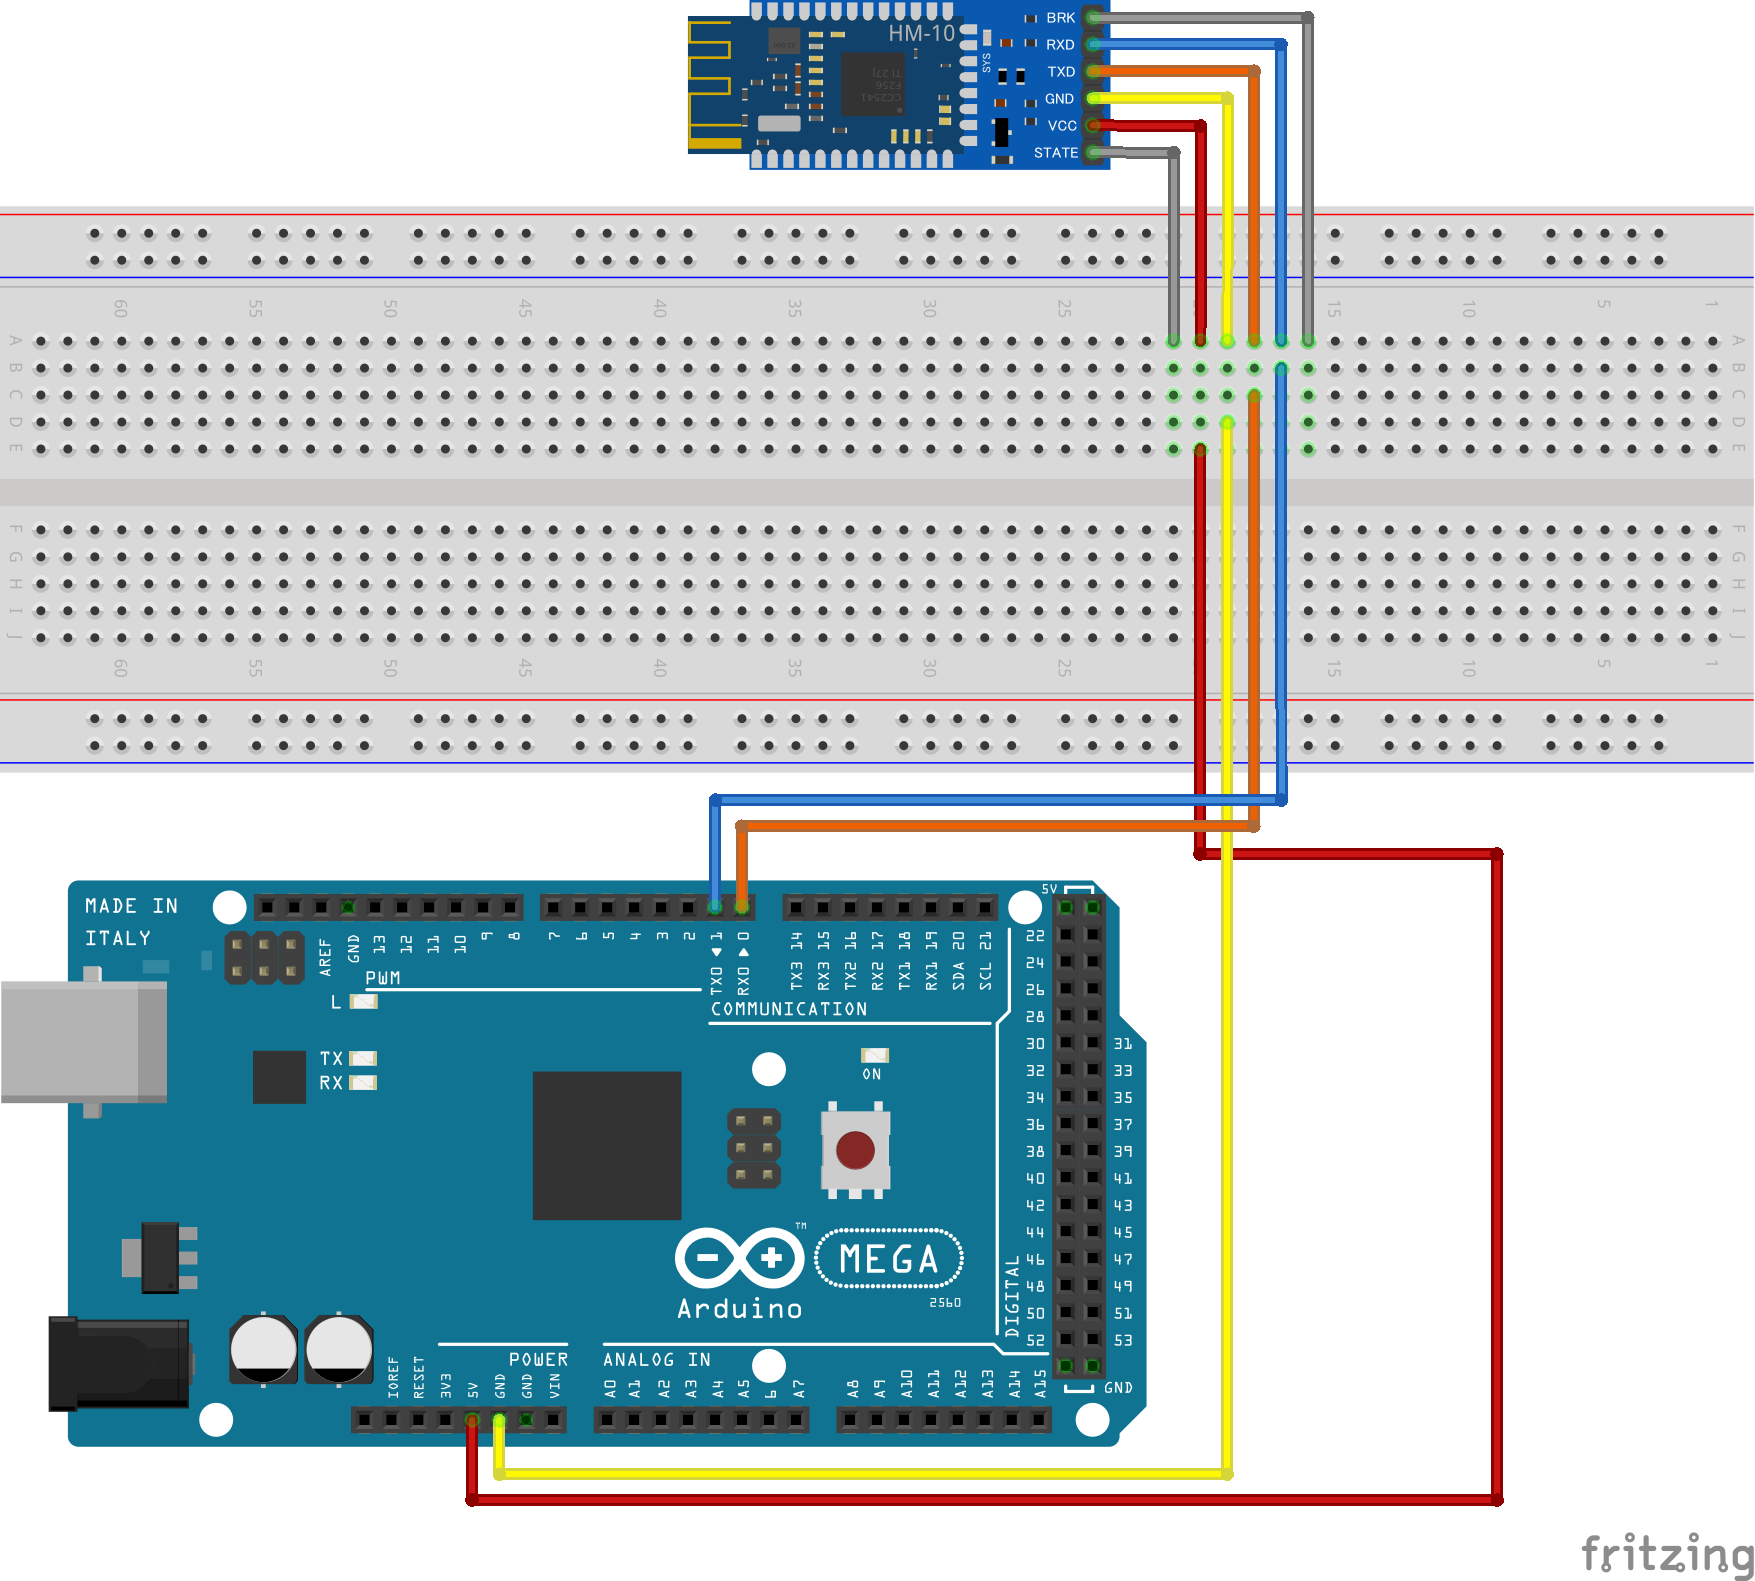 HM-10
SYS
CC2541
F256
TI 27J
BRK
RXD
TXD
GND
VCC
STATE
60 55 50 45 40 35 30 25 15 10 5 1
A A
B B
C C
D D
E E
F F
G G
H H
I I
J J
60 55 50 45 40 35 30 25 15 10 5 1
MADE IN
ITALY
AREF
GND
13
12
11
10
9
8
7
6
5
4
3
2
TX0 1
RX0 0
TX3 14
RX3 15
TX2 16
RX2 17
TX1 18
RX1 19
SDA 20
SCL 21
PWM
COMMUNICATION
L
TX
RX
ON
5V
22
24
26
28
30 31
32 33
34 35
36 37
38 39
40 41
42 43
44 45
46 47
48 49
50 51
52 53
GND
DIGITAL
TM
MEGA
Arduino
2560
POWER
ANALOG IN
IOREF
RESET
3V3
5V
GND
GND
VIN
A0
A1
A2
A3
A4
A5
6
A7
A8
A9
A10
A11
A12
A13
A14
A15
fritzing